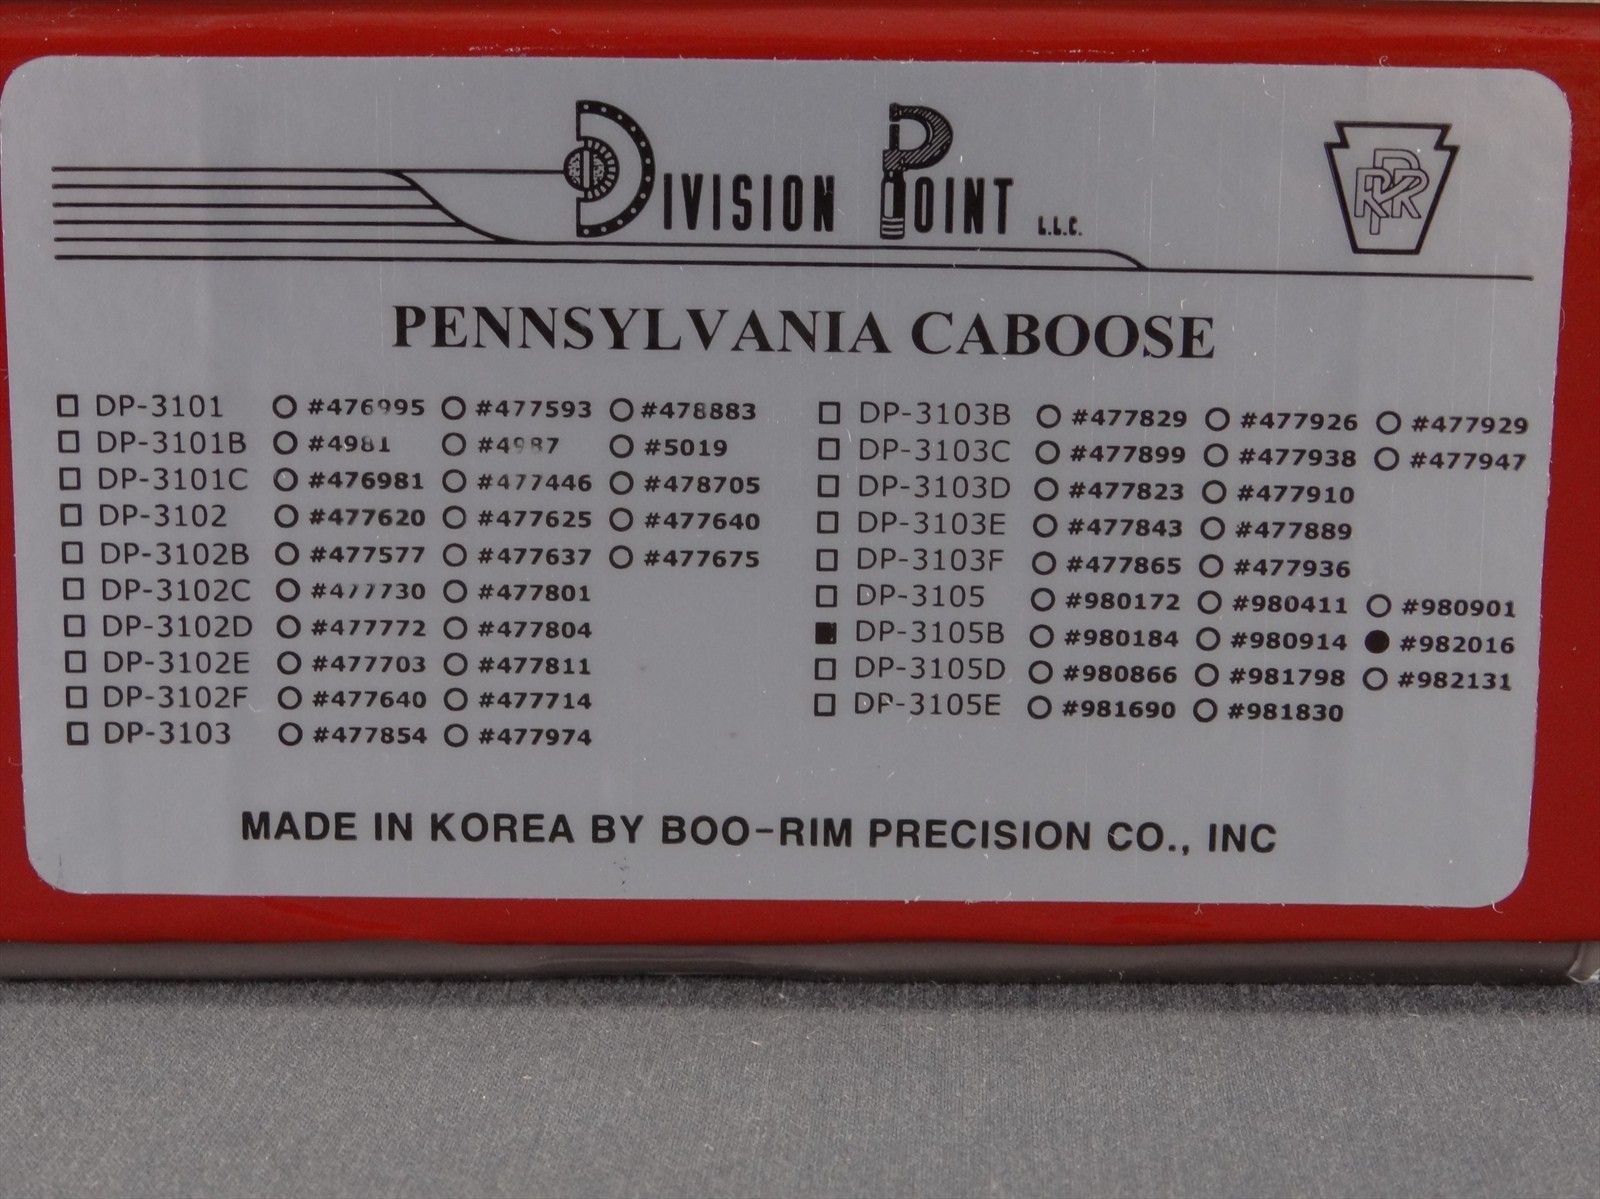 DIVISION POINT L.L.C.
PRR
PENNSYLVANIA CABOOSE
DP-3101 #476995 #477593 #478883
DP-3101B #4981 #4987 #5019
DP-3101C #476981 #477446 #478705
DP-3102 #477620 #477625 #477640
DP-3102B #477577 #477637 #477675
DP-3102C #477730 #477801
DP-3102D #477772 #477804
DP-3102E #477703 #477811
DP-3102F #477640 #477714
DP-3103 #477854 #477974
DP-3103B #477829 #477926 #477929
DP-3103C #477899 #477938 #477947
DP-3103D #477823 #477910
DP-3103E #477843 #477889
DP-3103F #477865 #477936
DP-3105 #980172 #980411 #980901
DP-3105B #980184 #980914 #982016
DP-3105D #980866 #981798 #982131
DP-3105E #981690 #981830
MADE IN KOREA BY BOO-RIM PRECISION CO., INC